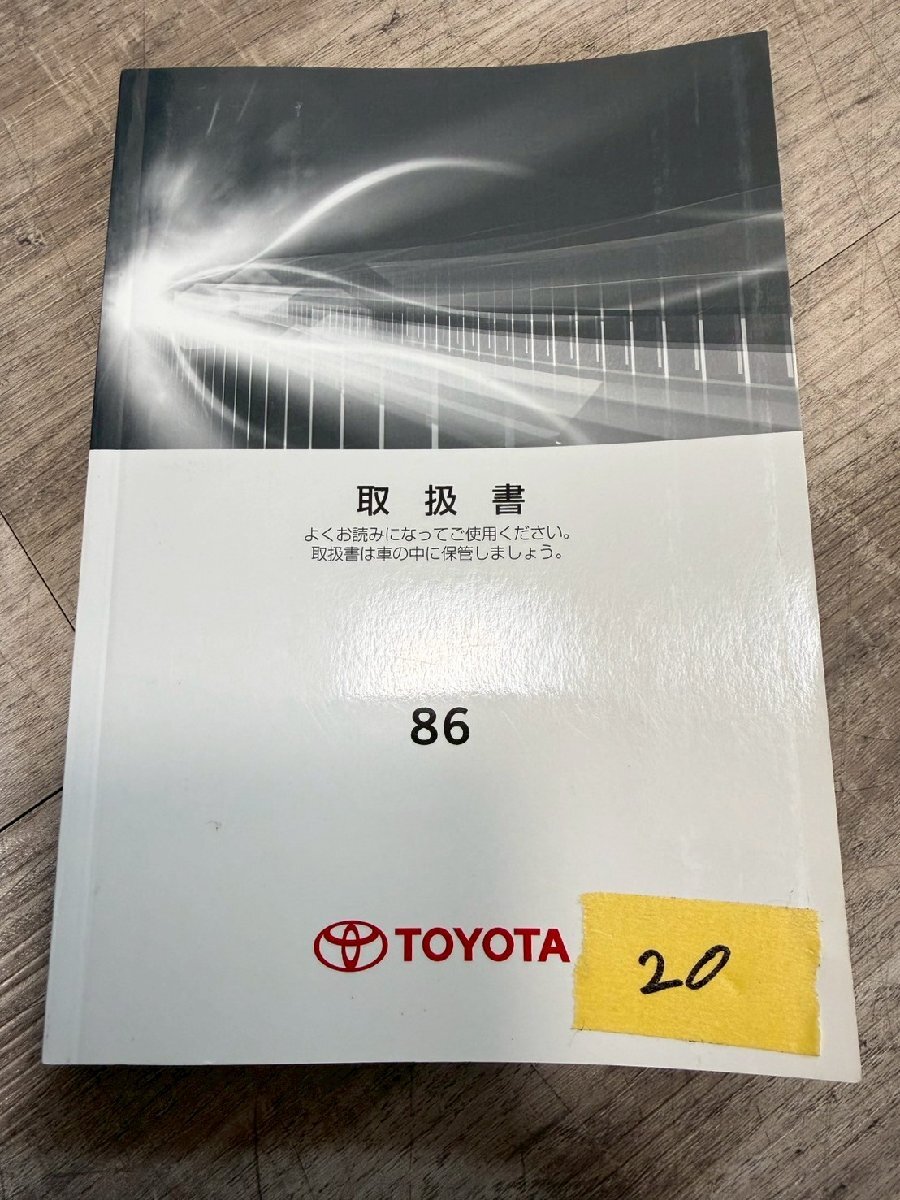 取扱書
よくお読みになってご使用ください。
取扱書は車の中に保管しましょう。
86
TOYOTA
20